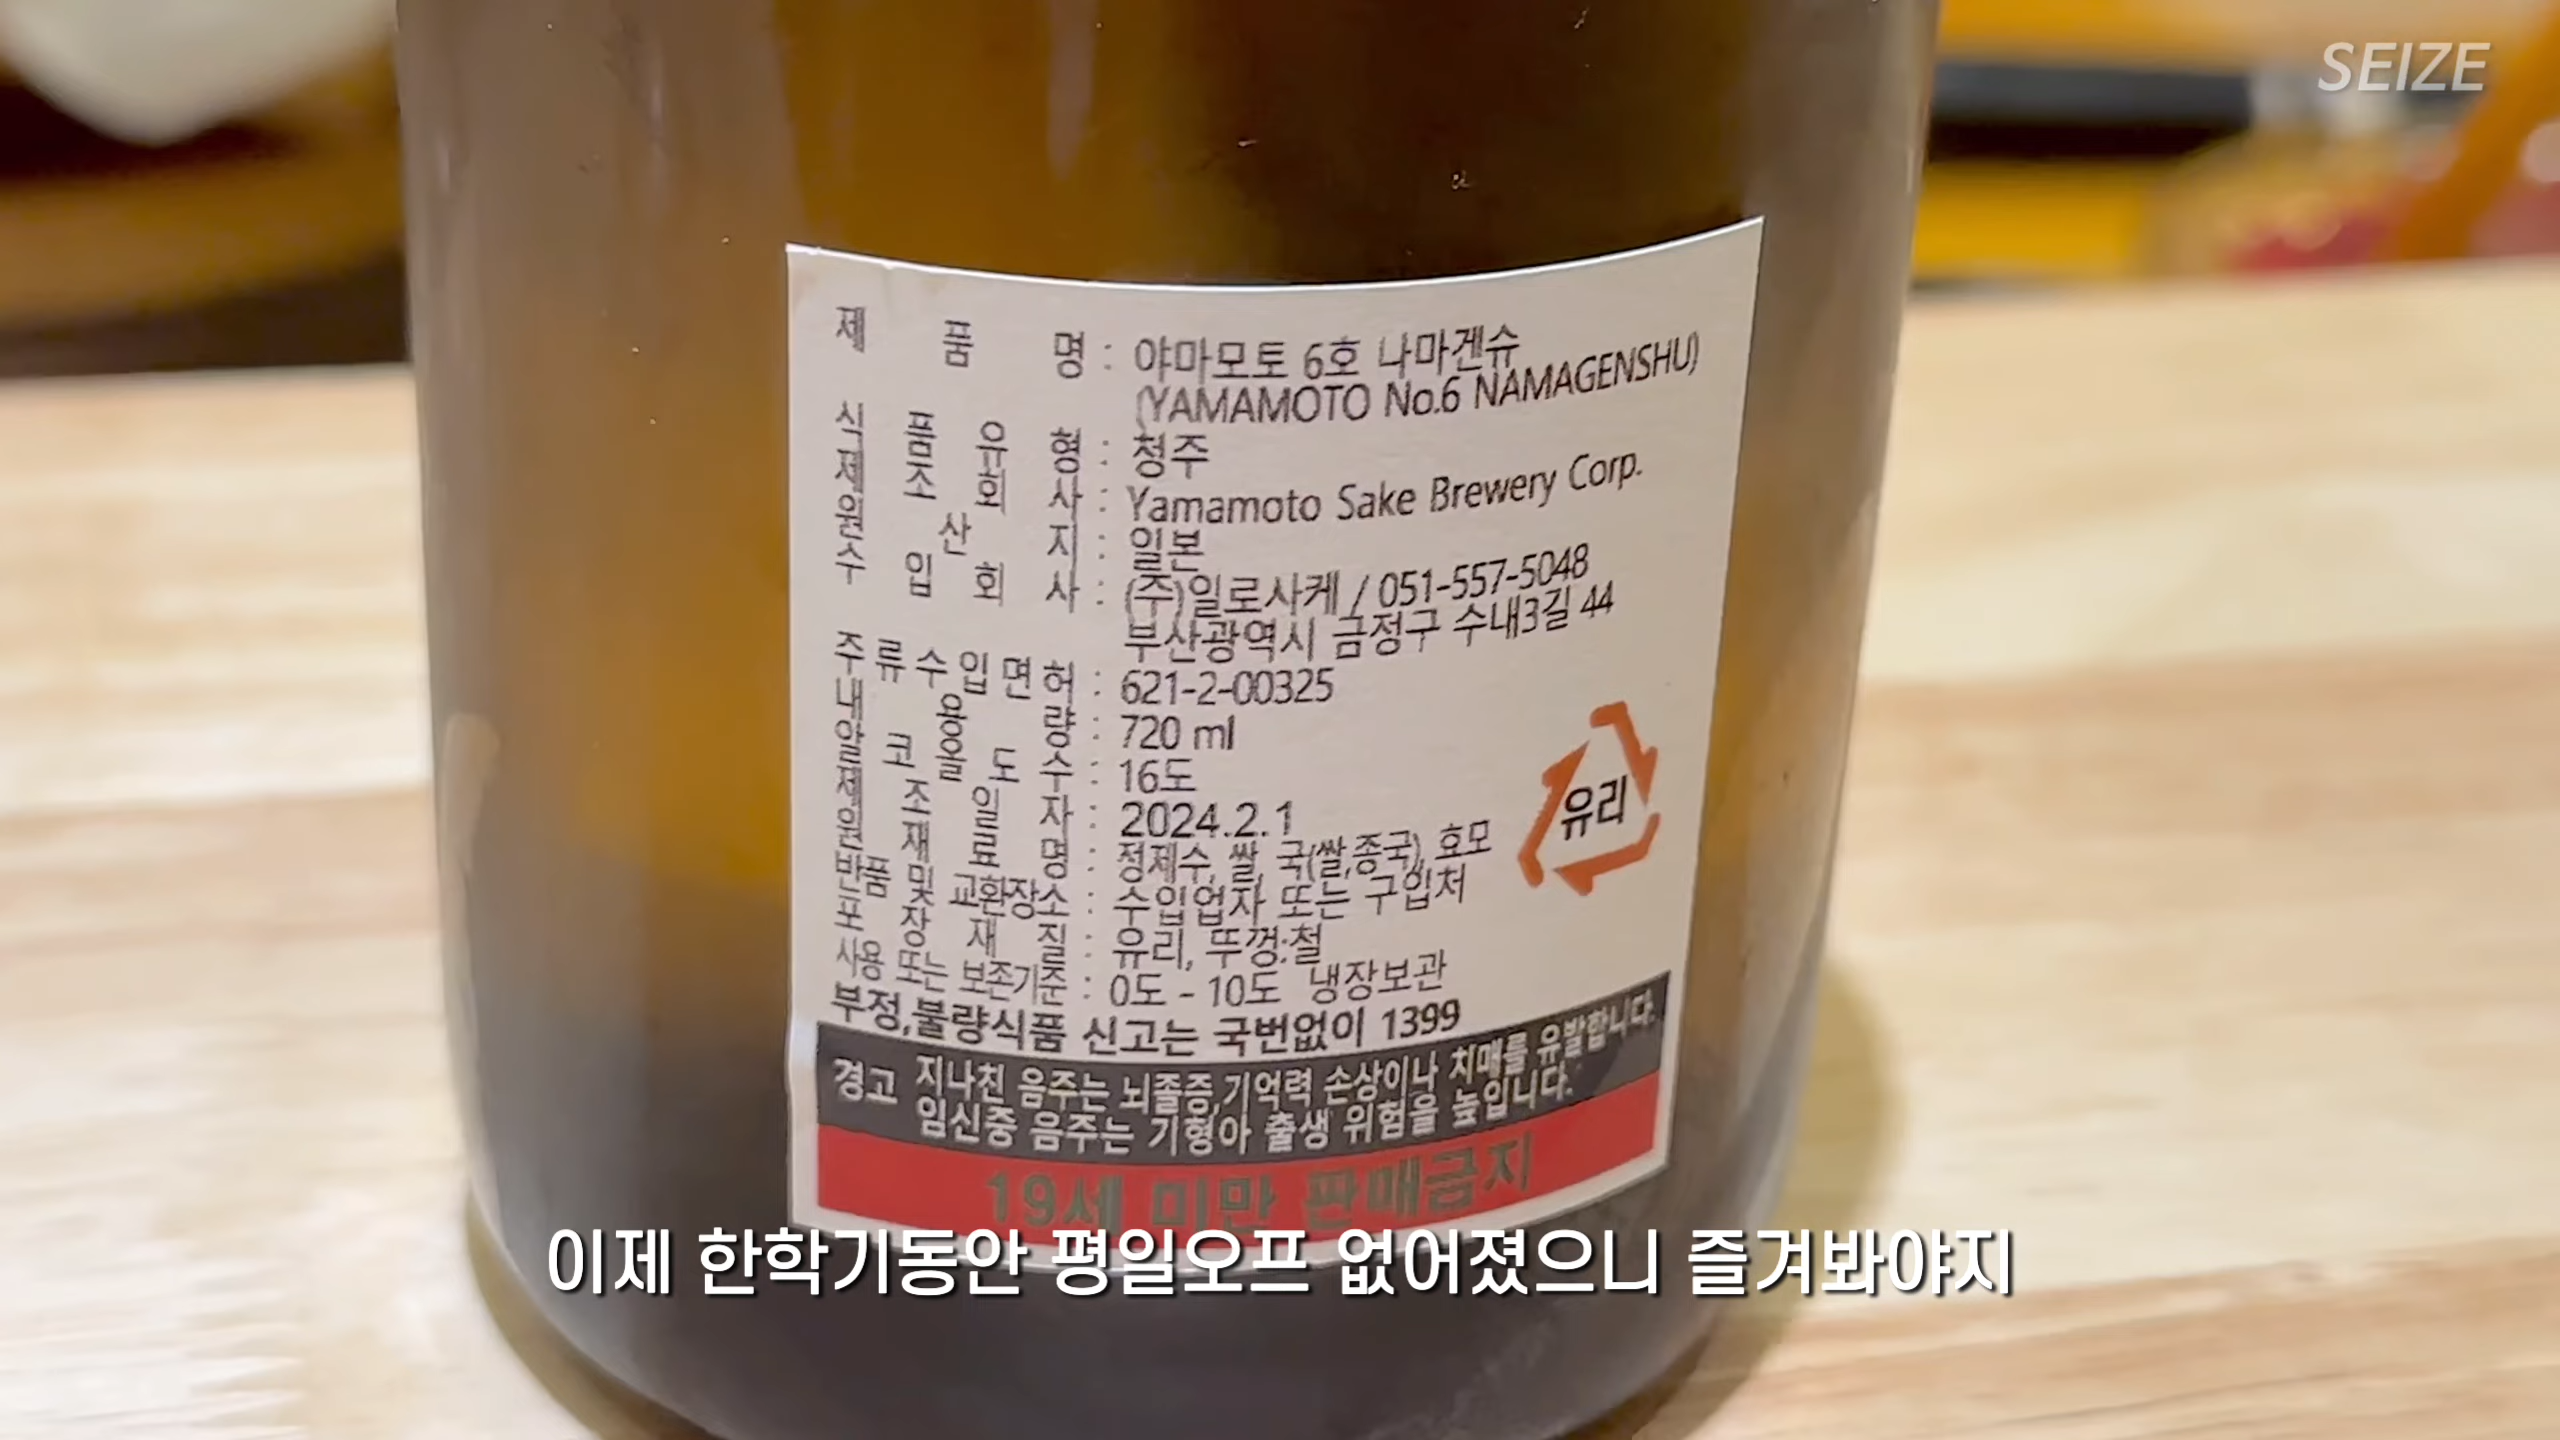 SEIZE
제품명 : 야마모토 6호 나마겐슈
(YAMAMOTO No.6 NAMAGENSHU)
식품유형 : 청주
제조회사 : Yamamoto Sake Brewery Corp.
원산지 : 일본
수입회사 : (주)일로사케 / 051-557-5048
부산광역시 금정구 수내3길 44
주류수입면허 : 621-2-00325
내용량 : 720 ml
알코올도수 : 16도
제조일자 : 2024.2.1
원재료명 : 정제수, 쌀, 국(쌀,종국), 효모
반품 및 교환장소 : 수입업자 또는 구입처
포장재질 : 유리, 뚜껑:철
사용 또는 보존기준 : 0도 - 10도 냉장보관
부정,불량식품 신고는 국번없이 1399
유리
경고 지나친 음주는 뇌졸증,기억력 손상이나 치매를 유발합니다.
임신중 음주는 기형아 출생 위험을 높입니다.
19세 미만 판매금지
이제 한학기동안 평일오프 없어졌으니 즐겨봐야지